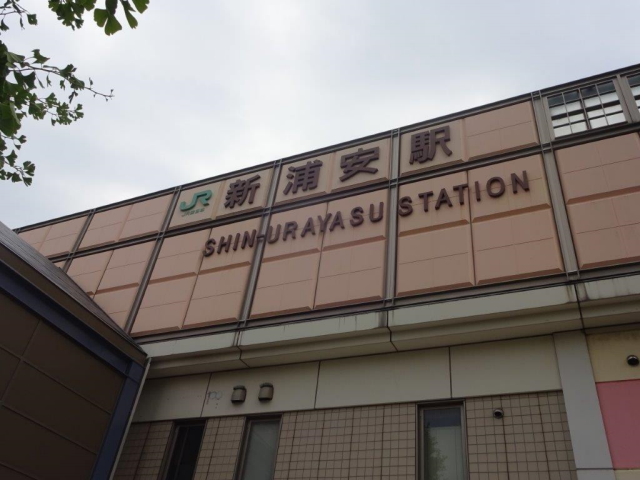 JR 新浦安駅
SHIN-URAYASU STATION